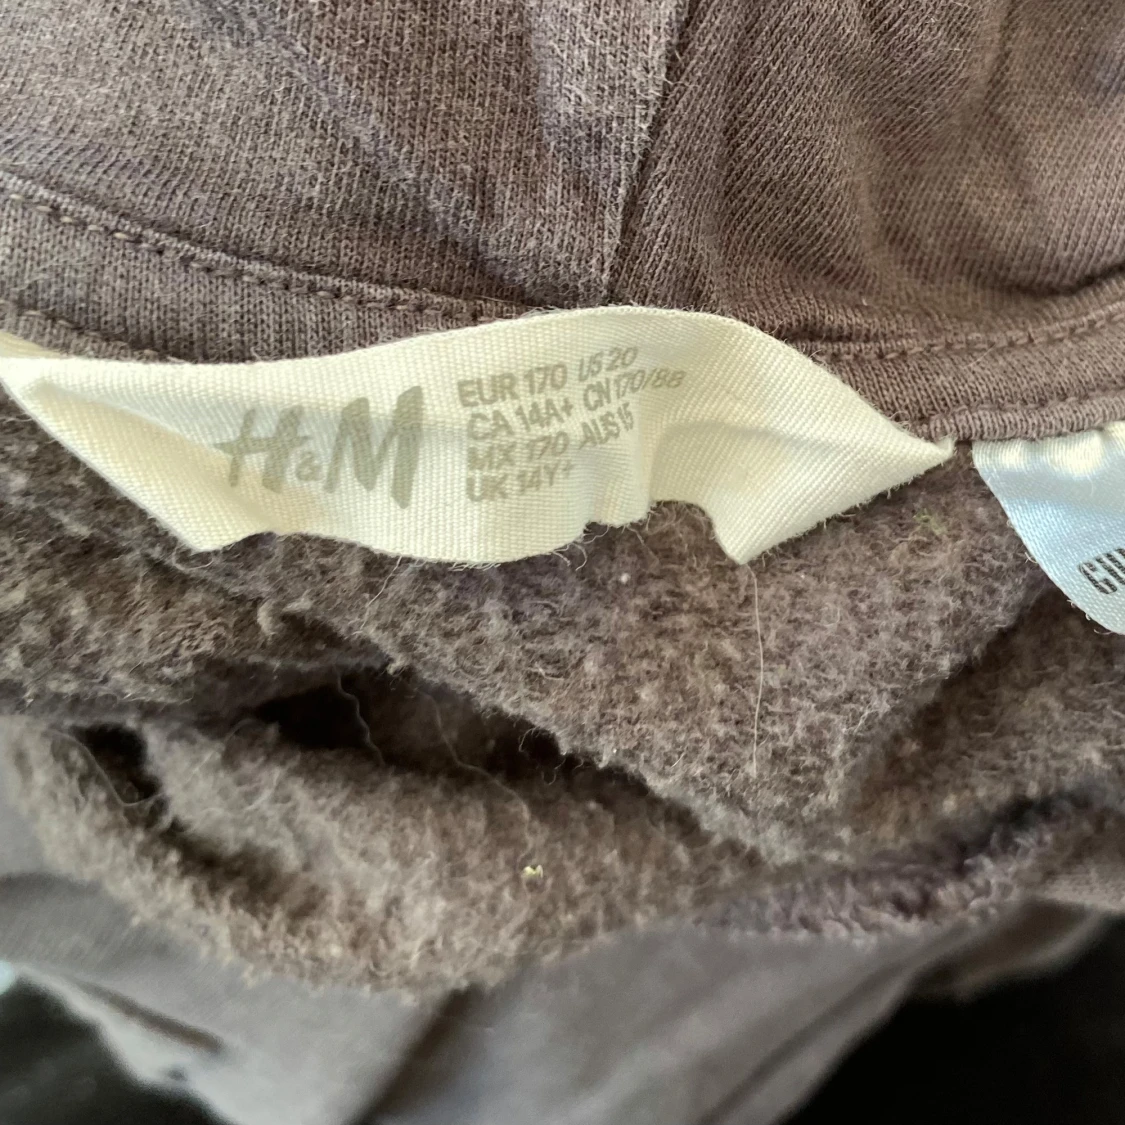 H&M
EUR 170 US 20
CA 14A+ CN 170/88
MX 170 AUS 15
UK 14Y+